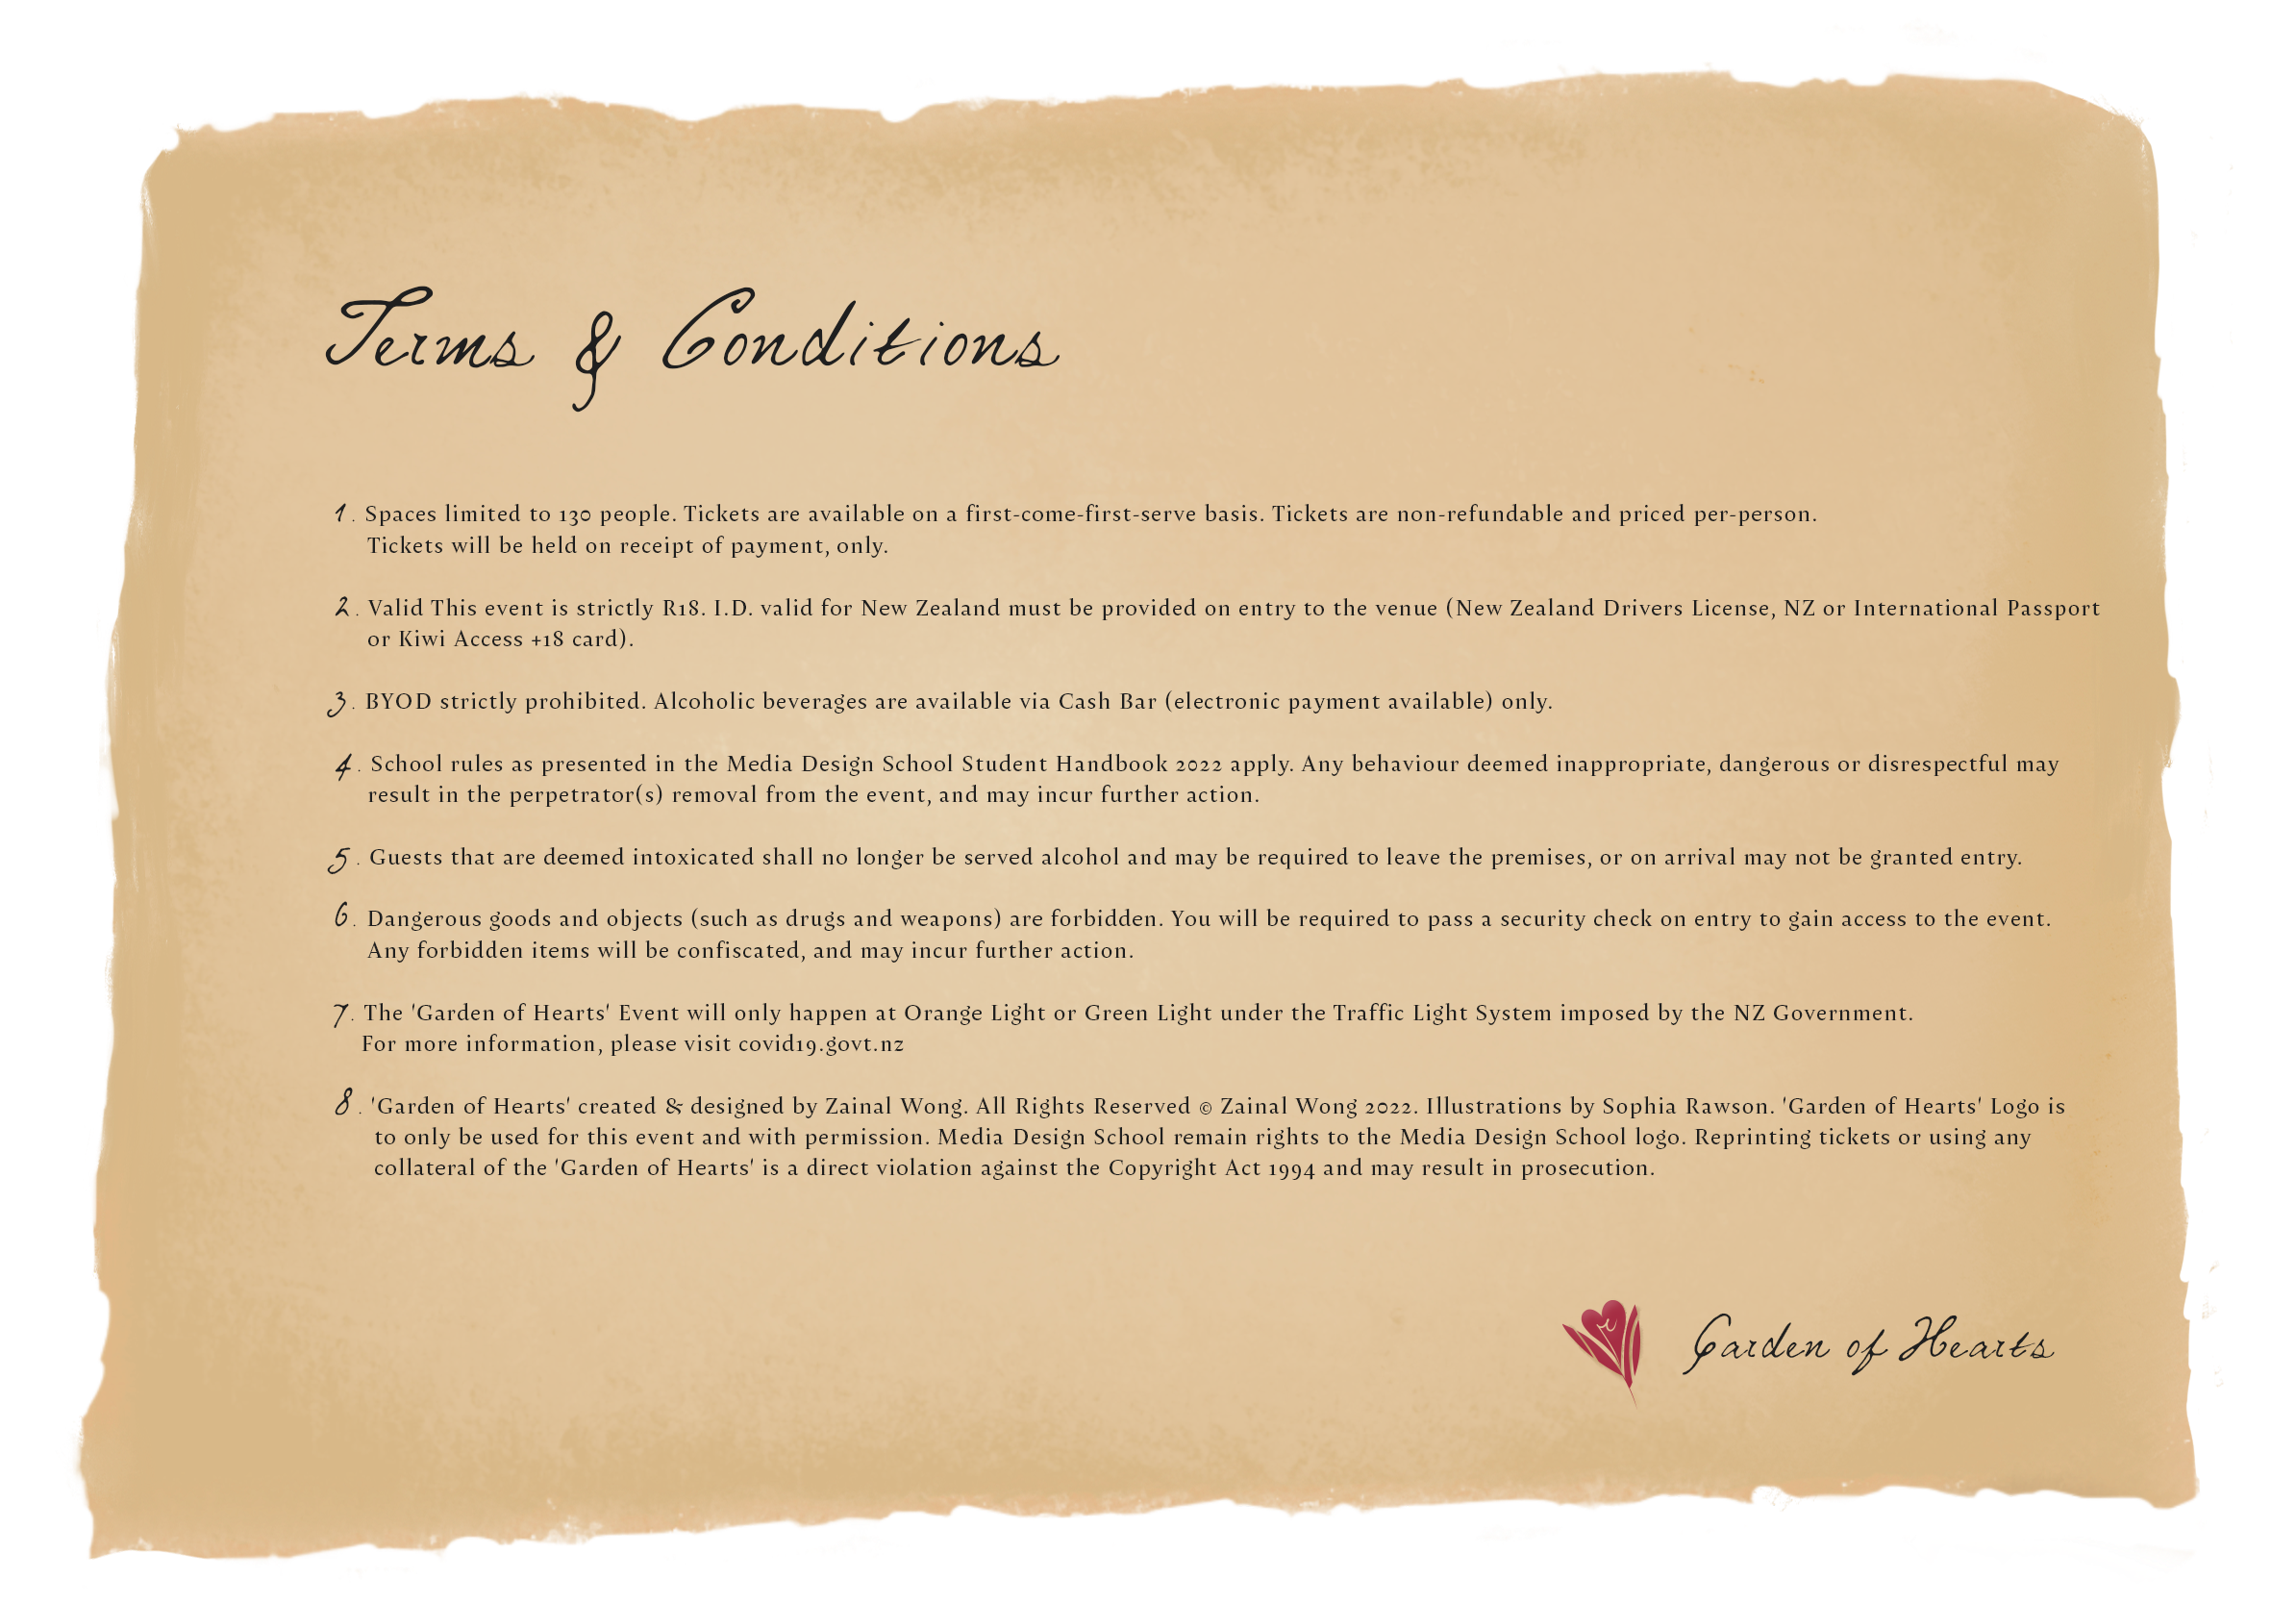 Terms & Conditions
1. Spaces limited to 130 people. Tickets are available on a first-come-first-serve basis. Tickets are non-refundable and priced per-person.
Tickets will be held on receipt of payment, only.
2. Valid This event is strictly R18. I.D. valid for New Zealand must be provided on entry to the venue (New Zealand Drivers License, NZ or International Passport
or Kiwi Access +18 card).
3. BYOD strictly prohibited. Alcoholic beverages are available via Cash Bar (electronic payment available) only.
4. School rules as presented in the Media Design School Student Handbook 2022 apply. Any behaviour deemed inappropriate, dangerous or disrespectful may
result in the perpetrator(s) removal from the event, and may incur further action.
5. Guests that are deemed intoxicated shall no longer be served alcohol and may be required to leave the premises, or on arrival may not be granted entry.
6. Dangerous goods and objects (such as drugs and weapons) are forbidden. You will be required to pass a security check on entry to gain access to the event.
Any forbidden items will be confiscated, and may incur further action.
7. The 'Garden of Hearts' Event will only happen at Orange Light or Green Light under the Traffic Light System imposed by the NZ Government.
For more information, please visit covid19.govt.nz
8. 'Garden of Hearts' created & designed by Zainal Wong. All Rights Reserved © Zainal Wong 2022. Illustrations by Sophia Rawson. 'Garden of Hearts' Logo is
to only be used for this event and with permission. Media Design School remain rights to the Media Design School logo. Reprinting tickets or using any
collateral of the 'Garden of Hearts' is a direct violation against the Copyright Act 1994 and may result in prosecution.
Garden of Hearts